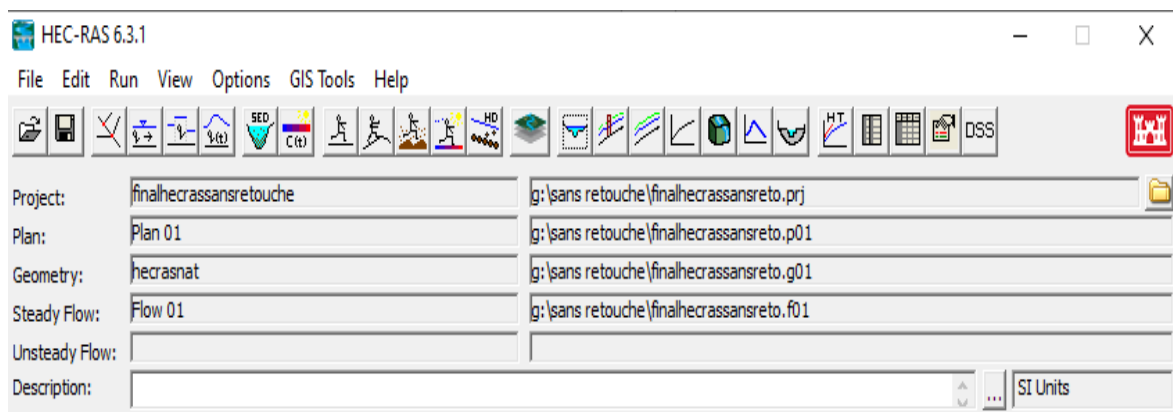 HEC-RAS 6.3.1
File Edit Run View Options GIS Tools Help
SED C(t) HD HT DSS
Project: finalhecrassansretouche g:\sans retouche\finalhecrassansreto.prj
Plan: Plan 01 g:\sans retouche\finalhecrassansreto.p01
Geometry: hecrasnat g:\sans retouche\finalhecrassansreto.g01
Steady Flow: Flow 01 g:\sans retouche\finalhecrassansreto.f01
Unsteady Flow:
Description: ... SI Units